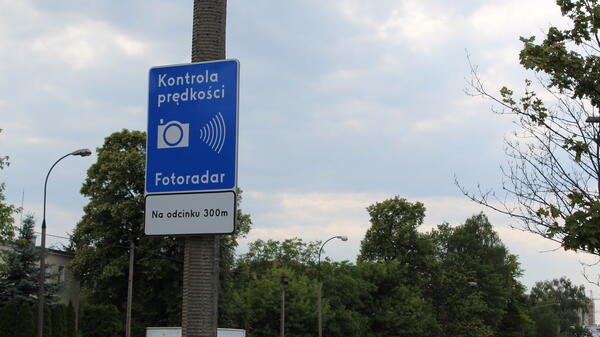 Kontrola
prędkości
Fotoradar
Na odcinku 300m